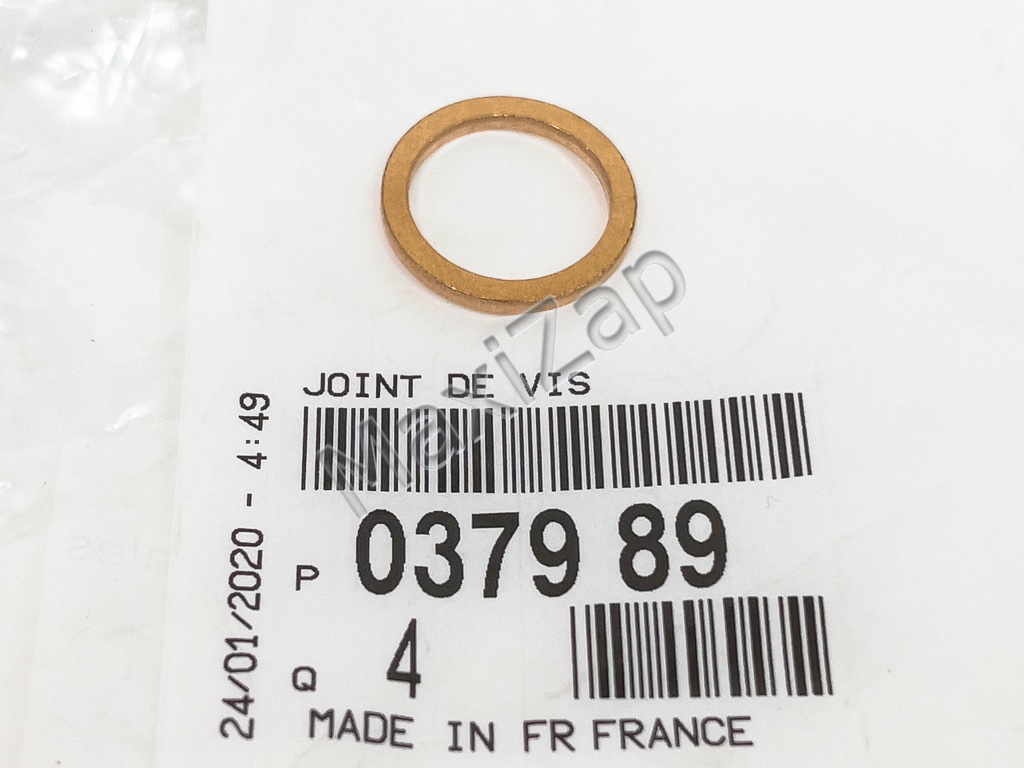 JOINT DE VIS
P 0379 89
Q 4
MADE IN FR FRANCE
24/01/2020 - 4:49
MaxiZap